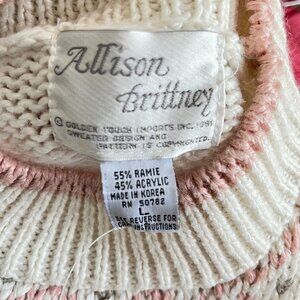 Allison
Brittney
© GOLDEN TOUCH IMPORTS INC. 1991
SWEATER DESIGN AND
PATTERN IS COPYRIGHTED.
55% RAMIE
45% ACRYLIC
MADE IN KOREA
RN 50782
L
SEE REVERSE FOR
CARE INSTRUCTIONS